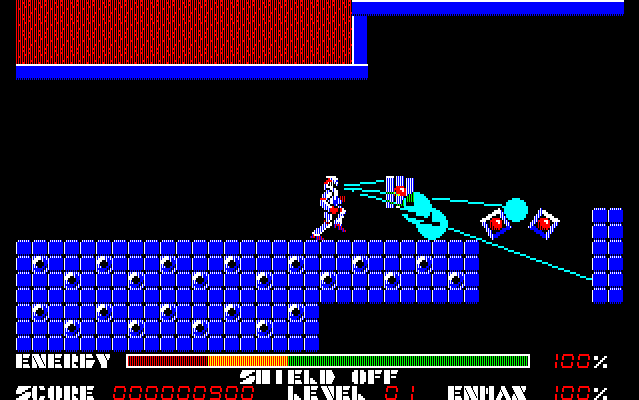 ENERGY 100%
SHIELD OFF
SCORE 000000900 LEVEL 01 ENMAX 100%